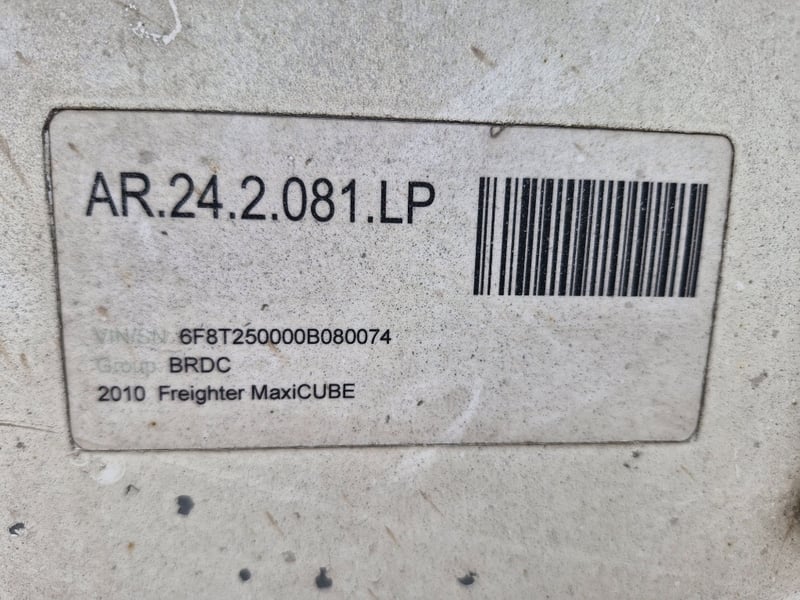 AR.24.2.081.LP
VIN/SN 6F8T250000B080074
Group BRDC
2010 Freighter MaxiCUBE